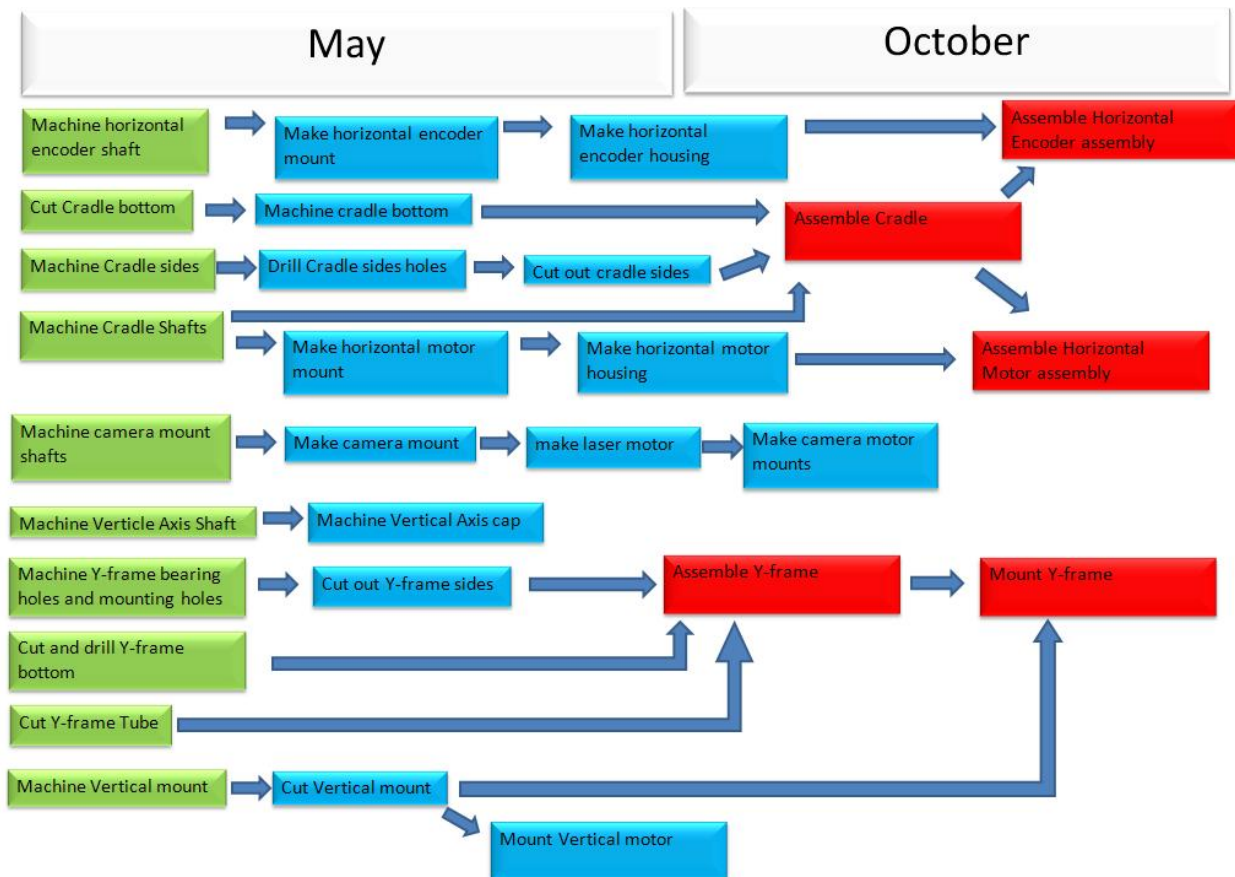 May
October
Machine horizontal
encoder shaft
Make horizontal encoder
mount
Make horizontal
encoder housing
Assemble Horizontal
Encoder assembly
Cut Cradle bottom
Machine cradle bottom
Assemble Cradle
Machine Cradle sides
Drill Cradle sides holes
Cut out cradle sides
Machine Cradle Shafts
Make horizontal motor
mount
Make horizontal motor
housing
Assemble Horizontal
Motor assembly
Machine camera mount
shafts
Make camera mount
make laser motor
Make camera motor
mounts
Machine Verticle Axis Shaft
Machine Vertical Axis cap
Machine Y-frame bearing
holes and mounting holes
Cut out Y-frame sides
Assemble Y-frame
Mount Y-frame
Cut and drill Y-frame
bottom
Cut Y-frame Tube
Machine Vertical mount
Cut Vertical mount
Mount Vertical motor